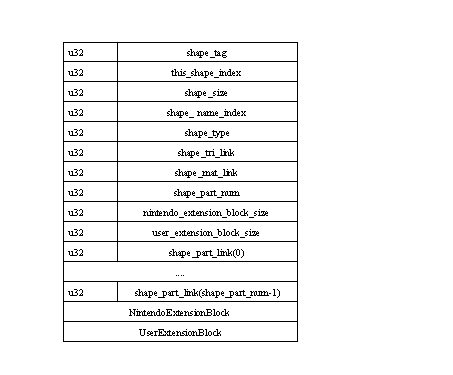 u32 shape_tag
u32 this_shape_index
u32 shape_size
u32 shape_ name_index
u32 shape_type
u32 shape_tri_link
u32 shape_mat_link
u32 shape_part_num
u32 nintendo_extension_block_size
u32 user_extension_block_size
u32 shape_part_link(0)
....
u32 shape_part_link(shape_part_num-1)
NintendoExtensionBlock
UserExtensionBlock